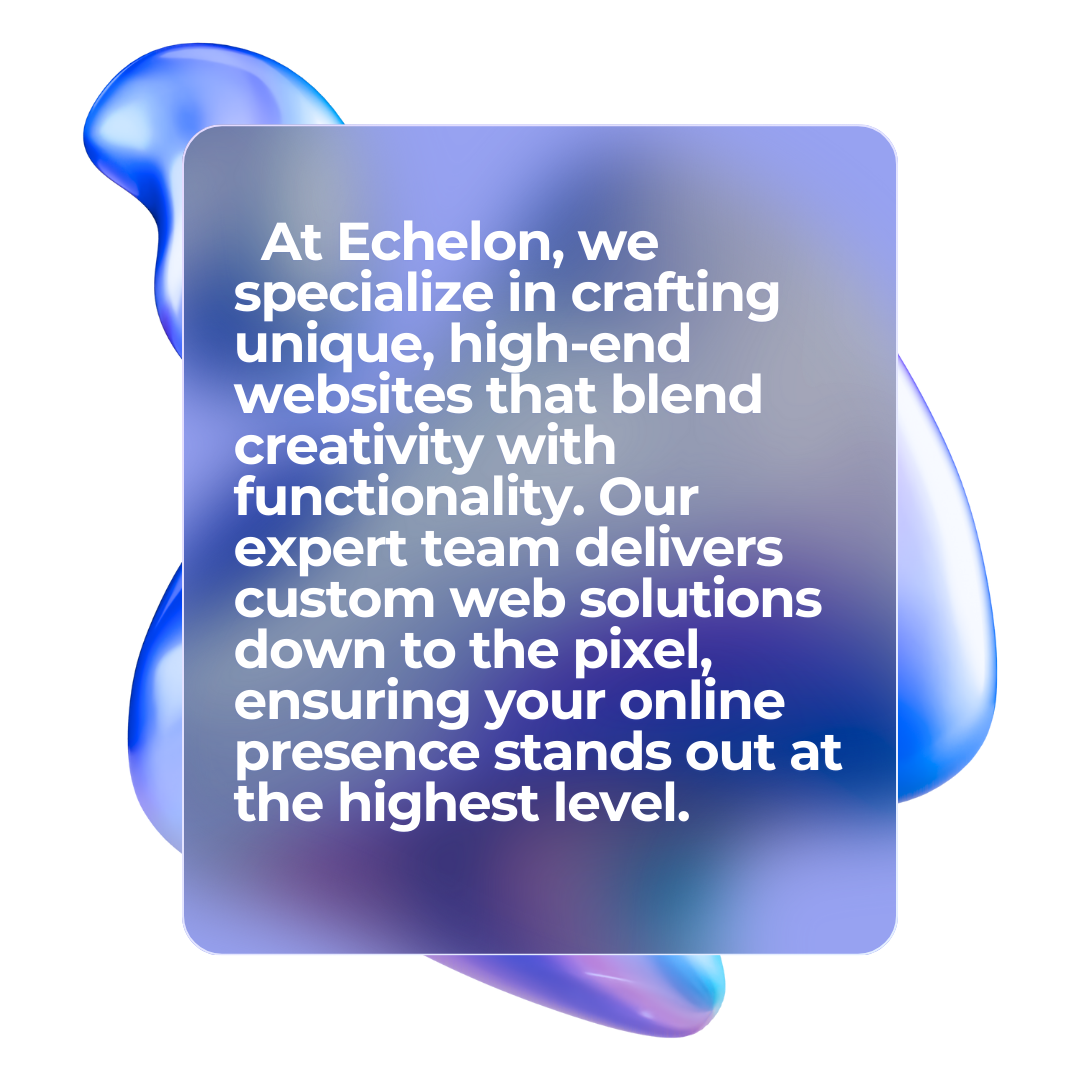 At Echelon, we
specialize in crafting
unique, high-end
websites that blend
creativity with
functionality. Our
expert team delivers
custom web solutions
down to the pixel,
ensuring your online
presence stands out at
the highest level.